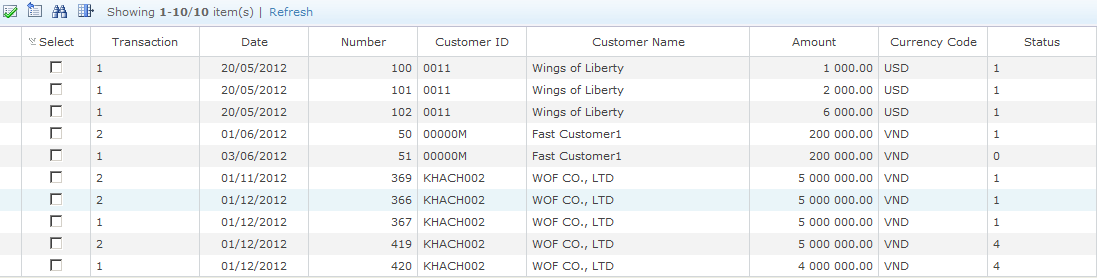 Showing 1-10/10 item(s) | Refresh
Select Transaction Date Number Customer ID Customer Name Amount Currency Code Status
1 20/05/2012 100 0011 Wings of Liberty 1 000.00 USD 1
1 20/05/2012 101 0011 Wings of Liberty 2 000.00 USD 1
1 20/05/2012 102 0011 Wings of Liberty 6 000.00 USD 1
2 01/06/2012 50 00000M Fast Customer1 200 000.00 VND 1
1 03/06/2012 51 00000M Fast Customer1 200 000.00 VND 0
2 01/11/2012 369 KHACH002 WOF CO., LTD 5 000 000.00 VND 1
2 01/12/2012 366 KHACH002 WOF CO., LTD 5 000 000.00 VND 1
1 01/12/2012 367 KHACH002 WOF CO., LTD 5 000 000.00 VND 1
2 01/12/2012 419 KHACH002 WOF CO., LTD 5 000 000.00 VND 4
1 01/12/2012 420 KHACH002 WOF CO., LTD 4 000 000.00 VND 4